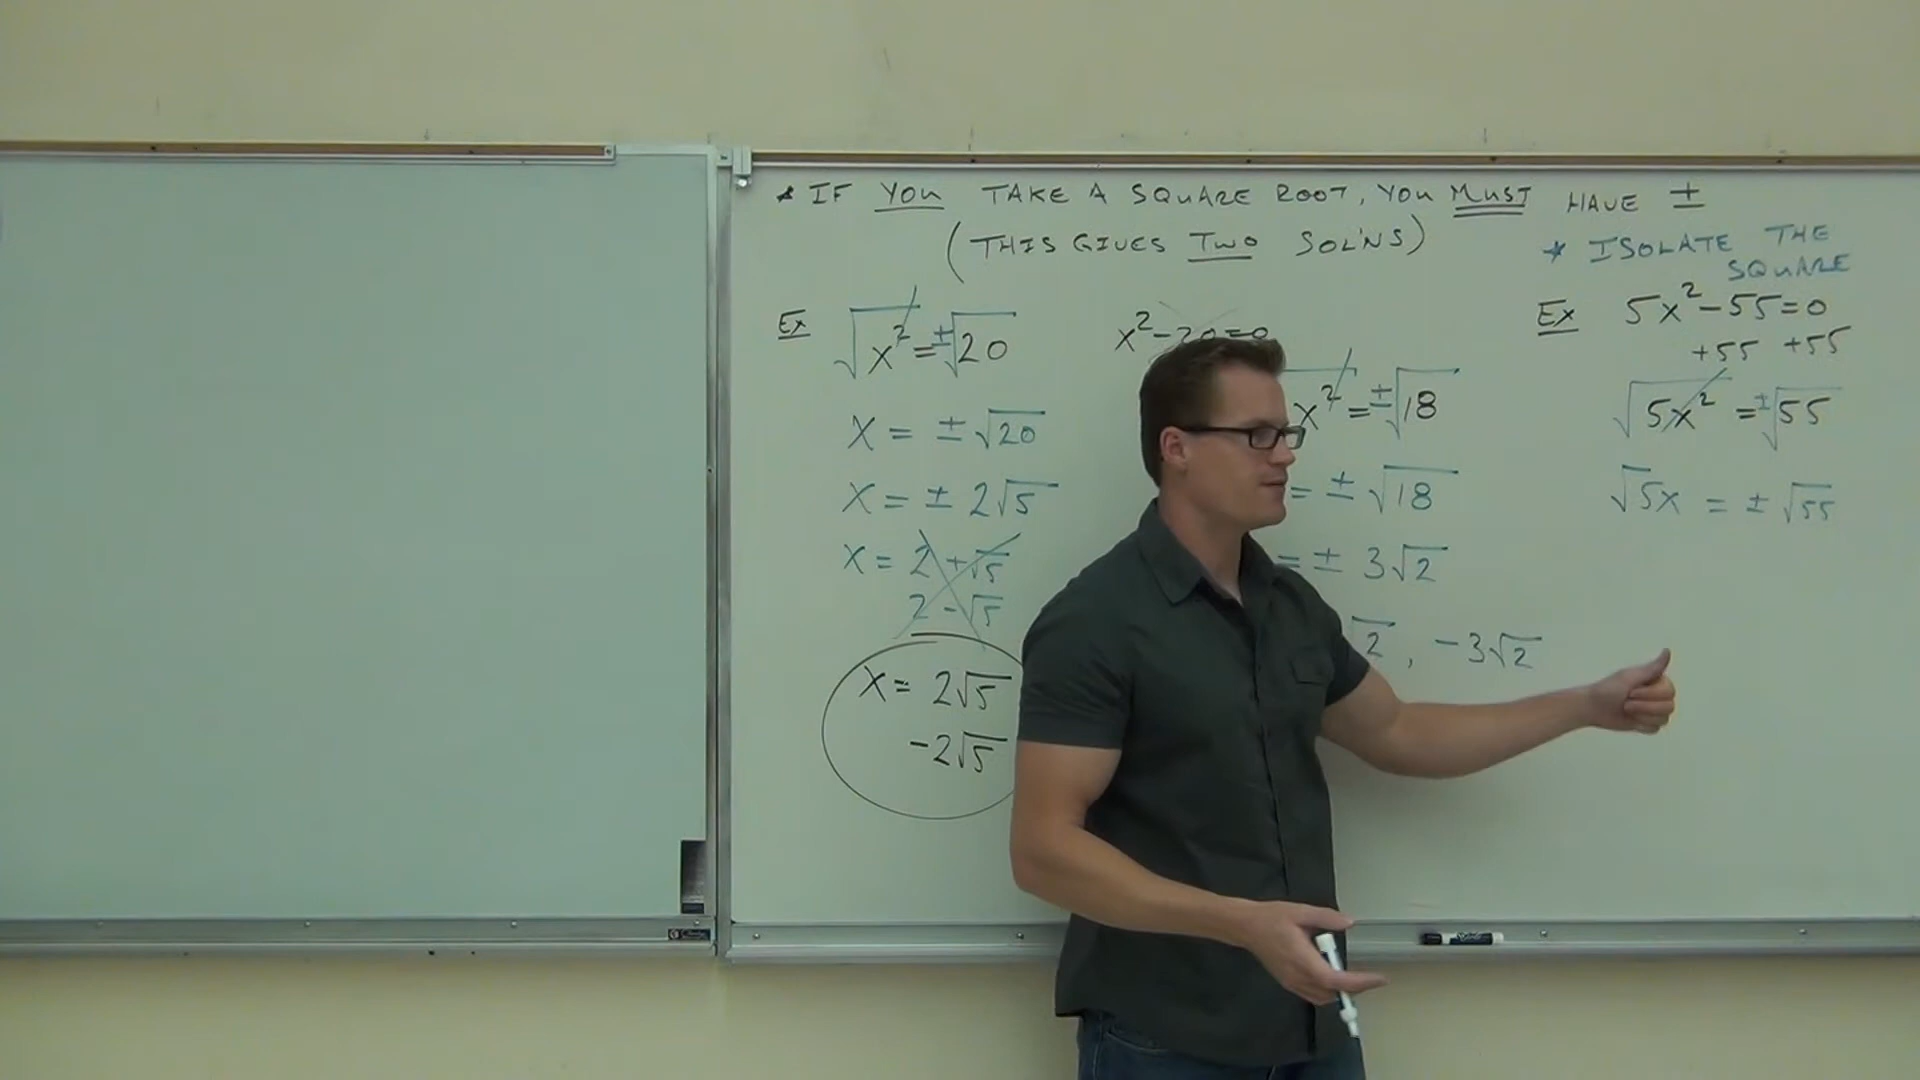 * IF YOU TAKE A SQUARE ROOT, YOU MUST HAVE ±
(THIS GIVES TWO SOL'NS)
* ISOLATE THE
SQUARE
Ex √x² = ±√20
x = ±√20
x = ± 2√5
x = 2 + √5
2 - √5
x = 2√5
-2√5
x² - 20 = 0
x² = ±√18
= ± √18
= ± 3√2
√2, -3√2
Ex 5x² - 55 = 0
+55 +55
√5x² = ±√55
√5x = ± √55